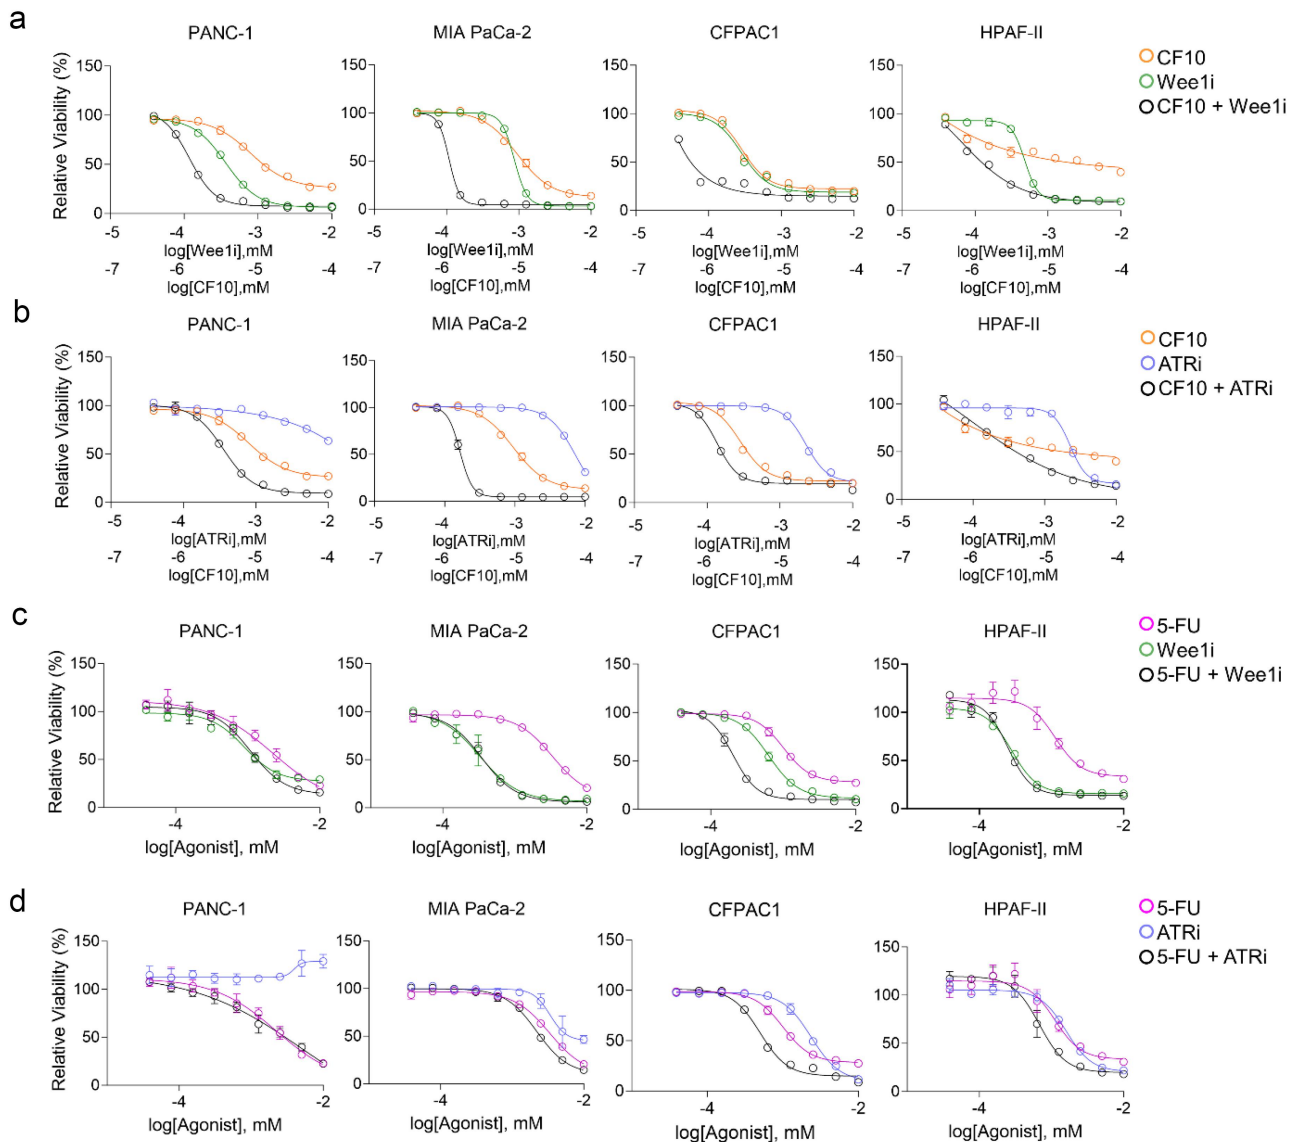 a
PANC-1 MIA PaCa-2 CFPAC1 HPAF-II
Relative Viability (%)
150 150 150 150
100 100 100 100
50 50 50 50
0 0 0 0
-5 -4 -3 -2 -5 -4 -3 -2 -5 -4 -3 -2 -5 -4 -3 -2
log[Wee1i],mM log[Wee1i],mM log[Wee1i],mM log[Wee1i],mM
-7 -6 -5 -4 -7 -6 -5 -4 -7 -6 -5 -4 -7 -6 -5 -4
log[CF10],mM log[CF10],mM log[CF10],mM log[CF10],mM
CF10
Wee1i
CF10 + Wee1i
b
PANC-1 MIA PaCa-2 CFPAC1 HPAF-II
Relative Viability (%)
150 150 150 150
100 100 100 100
50 50 50 50
0 0 0 0
-5 -4 -3 -2 -5 -4 -3 -2 -5 -4 -3 -2 -5 -4 -3 -2
log[ATRi],mM log[ATRi],mM log[ATRi],mM log[ATRi],mM
-7 -6 -5 -4 -7 -6 -5 -4 -7 -6 -5 -4 -7 -6 -5 -4
log[CF10],mM log[CF10],mM log[CF10],mM log[CF10],mM
CF10
ATRi
CF10 + ATRi
c
PANC-1 MIA PaCa-2 CFPAC1 HPAF-II
Relative Viability (%)
150 150 150 150
100 100 100 100
50 50 50 50
0 0 0 0
-4 -2 -4 -2 -4 -2 -4 -2
log[Agonist], mM log[Agonist], mM log[Agonist], mM log[Agonist], mM
5-FU
Wee1i
5-FU + Wee1i
d
PANC-1 MIA PaCa-2 CFPAC1 HPAF-II
Relative Viability (%)
150 150 150 150
100 100 100 100
50 50 50 50
0 0 0 0
-4 -2 -4 -2 -4 -2 -4 -2
log[Agonist], mM log[Agonist], mM log[Agonist], mM log[Agonist], mM
5-FU
ATRi
5-FU + ATRi